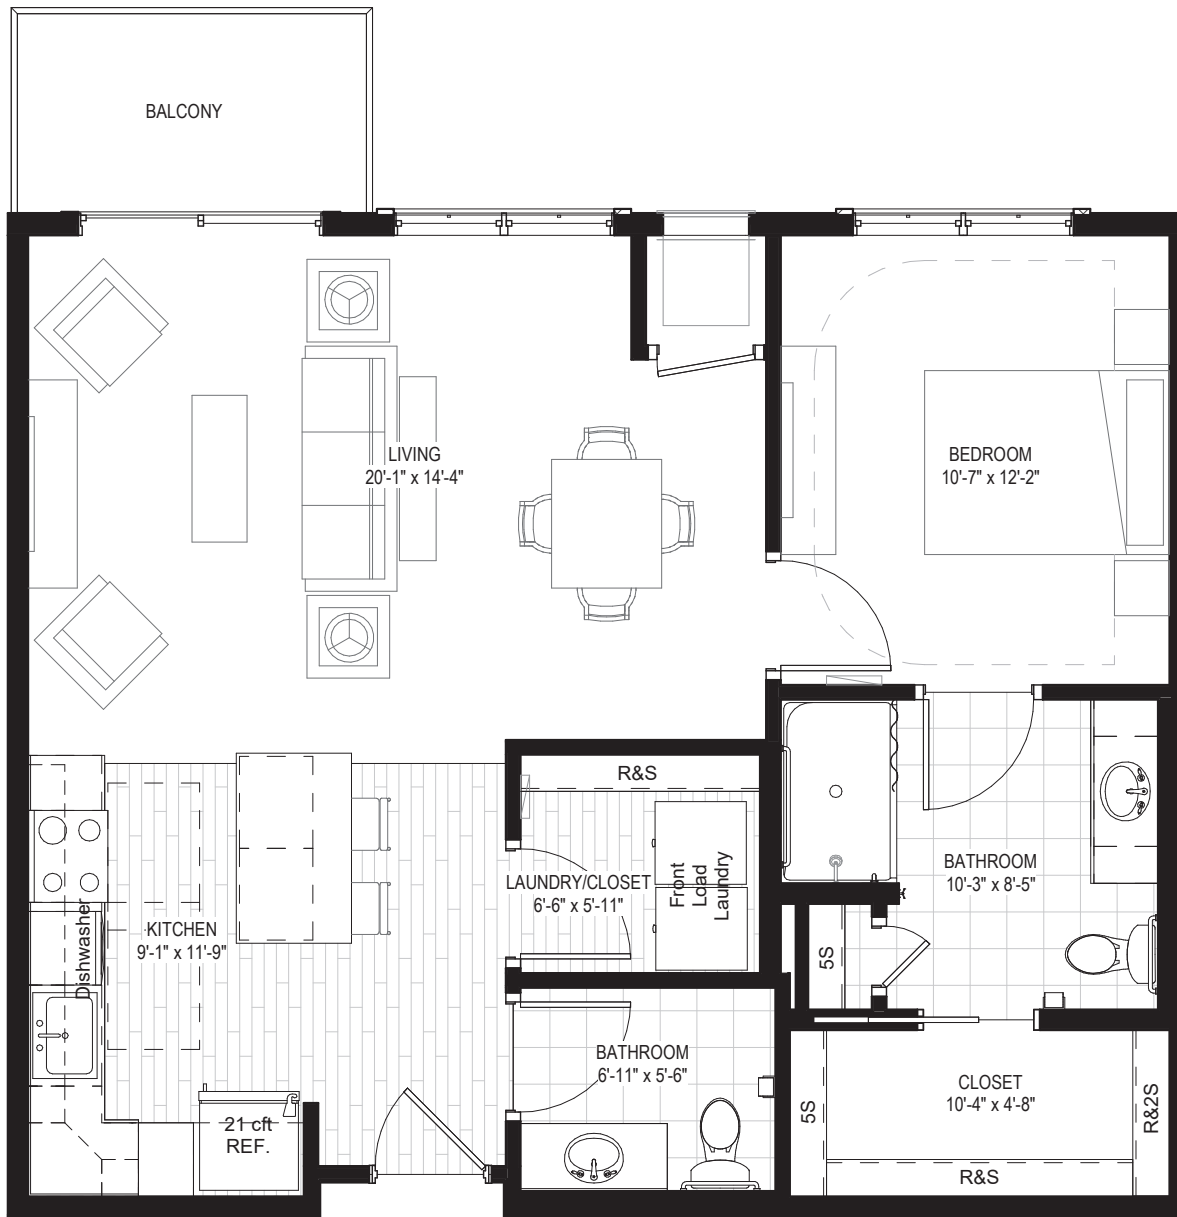 BALCONY
LIVING
20'-1" x 14'-4"
BEDROOM
10'-7" x 12'-2"
R&S
LAUNDRY/CLOSET
6'-6" x 5'-11"
Front
Load
Laundry
BATHROOM
10'-3" x 8'-5"
KITCHEN
9'-1" x 11'-9"
Dishwasher
5S
BATHROOM
6'-11" x 5'-6"
CLOSET
10'-4" x 4'-8"
5S
R&2S
R&S
21 cft
REF.